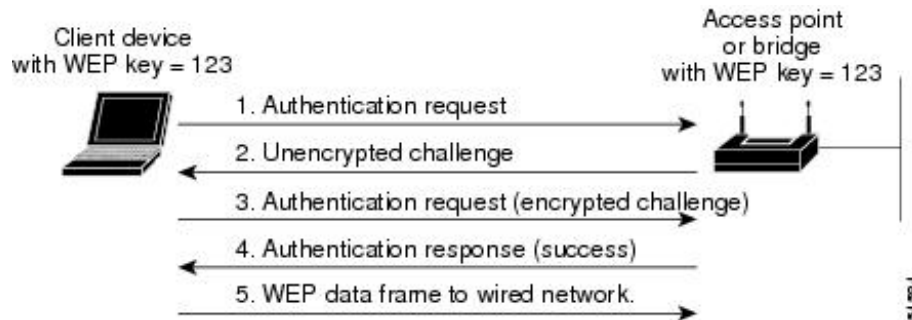 Client device
with WEP key = 123
Access point
or bridge
with WEP key = 123
1. Authentication request
2. Unencrypted challenge
3. Authentication request (encrypted challenge)
4. Authentication response (success)
5. WEP data frame to wired network.